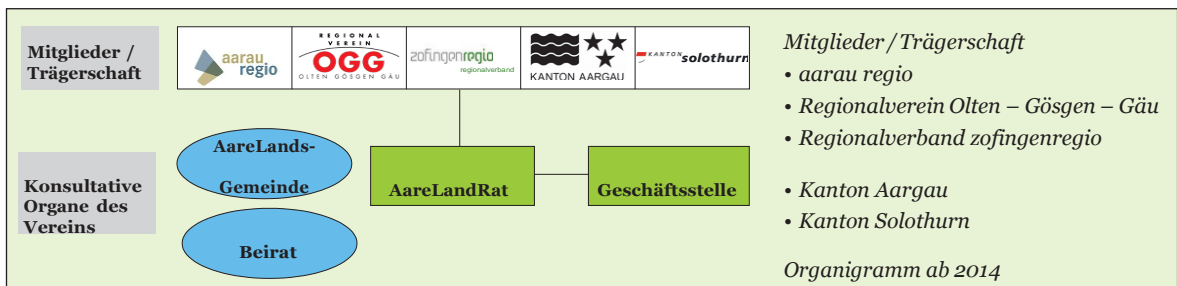 Mitglieder /
Trägerschaft
aarau
regio
REGIONAL
VEREIN
OGG
OLTEN GÖSGEN GÄU
zofingenregio
regionalverband
KANTON AARGAU
KANTON solothurn
AareLands-
Gemeinde
AareLandRat
Geschäftsstelle
Konsultative
Organe des
Vereins
Beirat
Mitglieder / Trägerschaft
• aarau regio
• Regionalverein Olten – Gösgen – Gäu
• Regionalverband zofingenregio
• Kanton Aargau
• Kanton Solothurn
Organigramm ab 2014